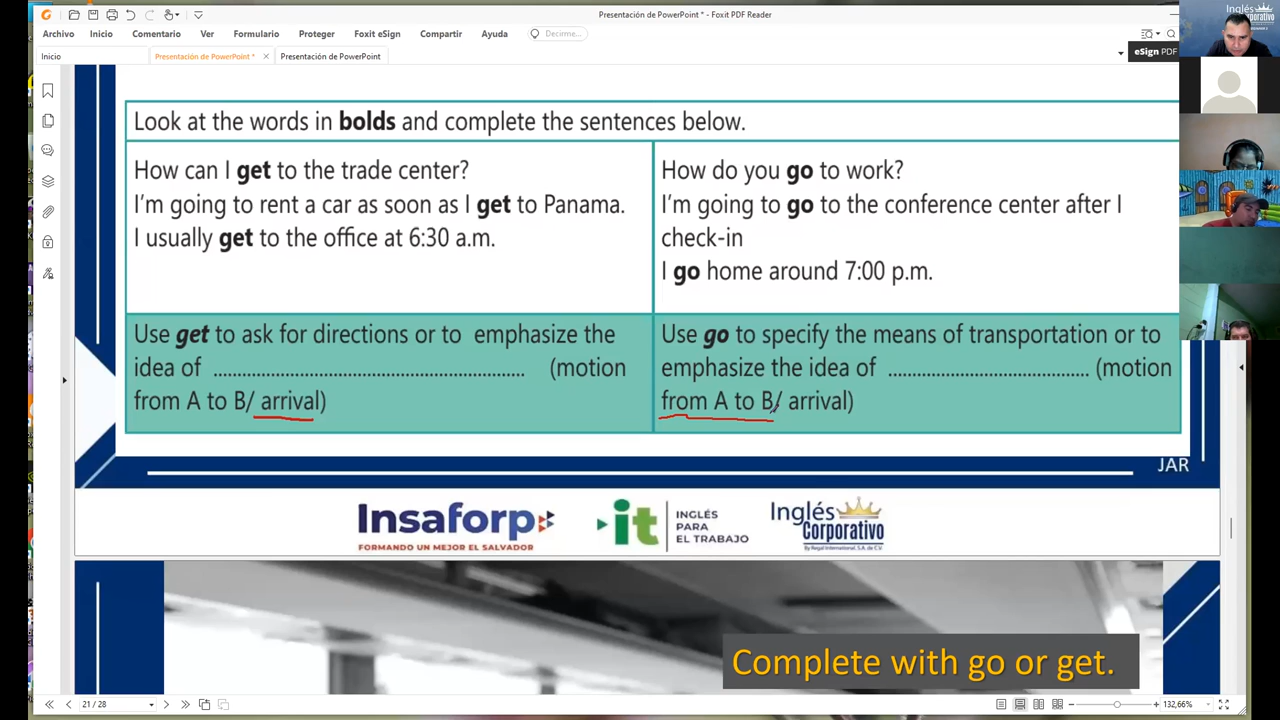 Presentación de PowerPoint * - Foxit PDF Reader
Archivo Inicio Comentario Ver Formulario Proteger Foxit eSign Compartir Ayuda Decirme...
eSign PDF
Inicio Presentación de PowerPoint * Presentación de PowerPoint
Inglés
Look at the words in bolds and complete the sentences below.
How can I get to the trade center?
I'm going to rent a car as soon as I get to Panama.
I usually get to the office at 6:30 a.m.
How do you go to work?
I'm going to go to the conference center after I
check-in
I go home around 7:00 p.m.
Use get to ask for directions or to emphasize the
idea of ................................................... (motion
from A to B/ arrival)
Use go to specify the means of transportation or to
emphasize the idea of ..................................... (motion
from A to B/ arrival)
JAR
Insaforp
FORMANDO UN MEJOR EL SALVADOR
it
INGLÉS
PARA
EL TRABAJO
Inglés
Corporativo
By Regal International, S.A. de C.V.
Complete with go or get.
21 / 28
132,66%